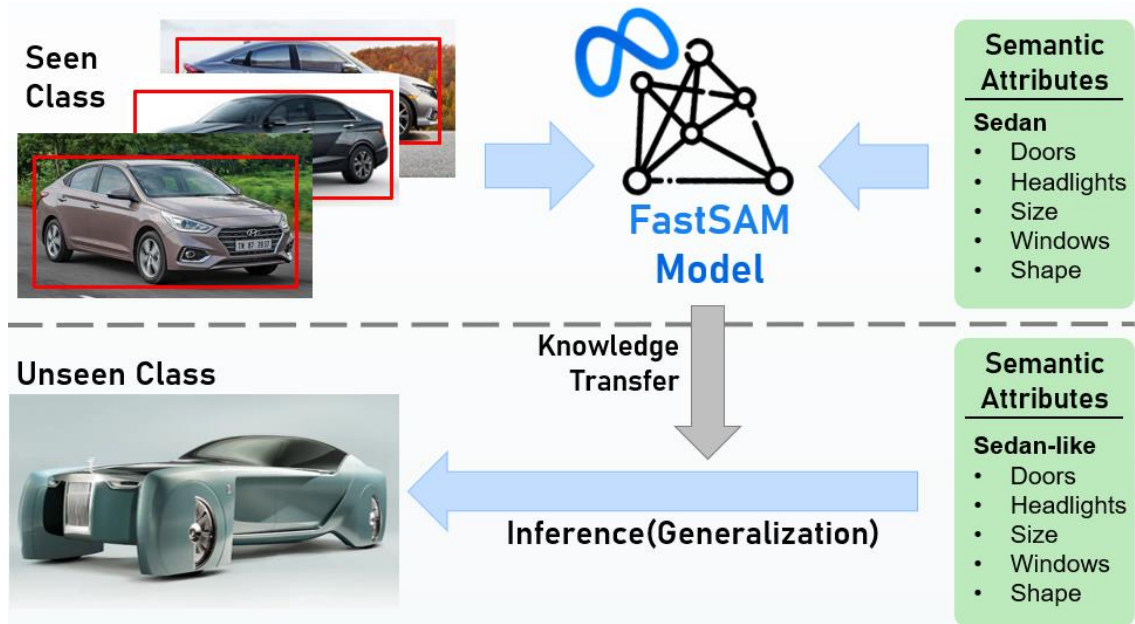 Seen
Class
FastSAM
Model
Semantic
Attributes
Sedan
• Doors
• Headlights
• Size
• Windows
• Shape
Knowledge
Transfer
Unseen Class
Inference(Generalization)
Semantic
Attributes
Sedan-like
• Doors
• Headlights
• Size
• Windows
• Shape